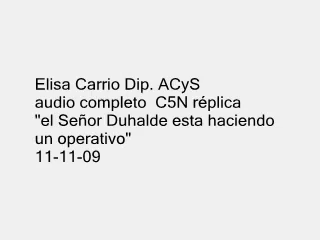 Elisa Carrio Dip. ACyS
audio completo  C5N réplica
"el Señor Duhalde esta haciendo
un operativo"
11-11-09